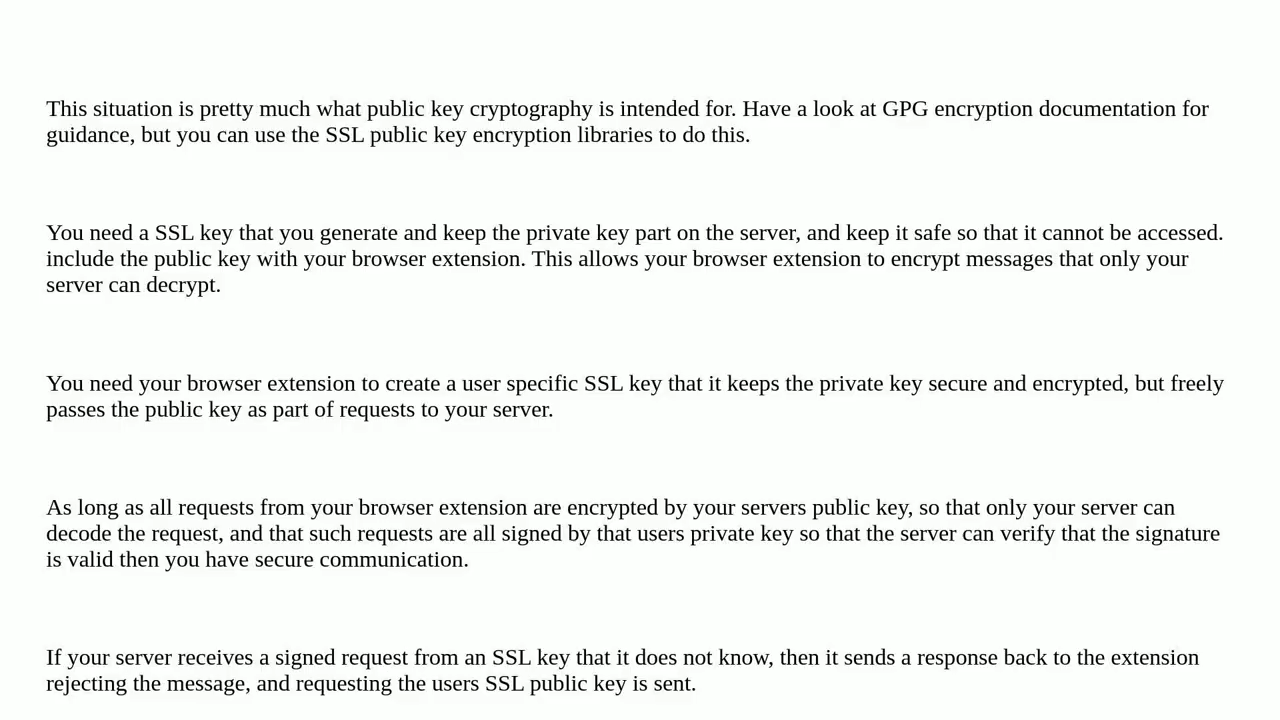 This situation is pretty much what public key cryptography is intended for. Have a look at GPG encryption documentation for
guidance, but you can use the SSL public key encryption libraries to do this.
You need a SSL key that you generate and keep the private key part on the server, and keep it safe so that it cannot be accessed.
include the public key with your browser extension. This allows your browser extension to encrypt messages that only your
server can decrypt.
You need your browser extension to create a user specific SSL key that it keeps the private key secure and encrypted, but freely
passes the public key as part of requests to your server.
As long as all requests from your browser extension are encrypted by your servers public key, so that only your server can
decode the request, and that such requests are all signed by that users private key so that the server can verify that the signature
is valid then you have secure communication.
If your server receives a signed request from an SSL key that it does not know, then it sends a response back to the extension
rejecting the message, and requesting the users SSL public key is sent.